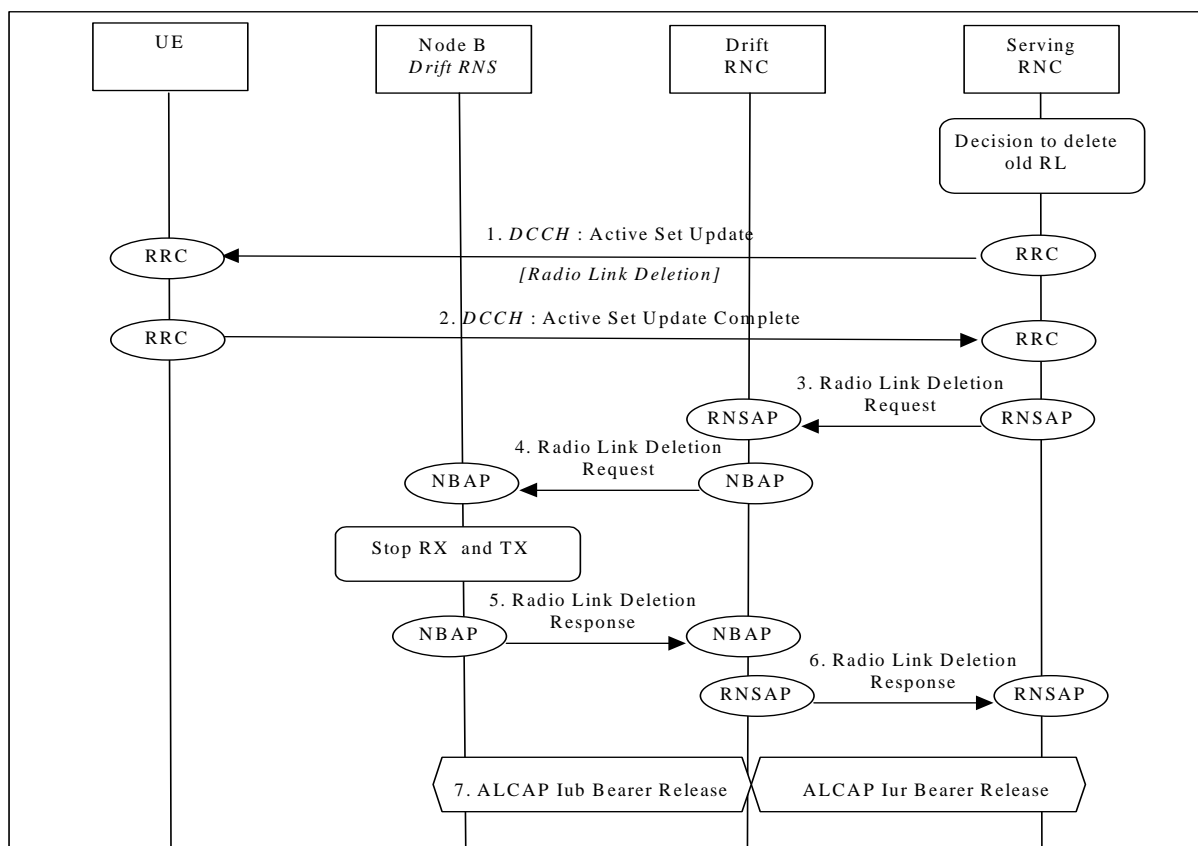 UE
Node B
Drift RNS
Drift
RNC
Serving
RNC
Decision to delete
old RL
1. DCCH : Active Set Update
RRC
RRC
[Radio Link Deletion]
2. DCCH : Active Set Update Complete
RRC
RRC
3. Radio Link Deletion
Request
RNSAP
RNSAP
4. Radio Link Deletion
Request
NBAP
NBAP
Stop RX and TX
5. Radio Link Deletion
Response
NBAP
NBAP
6. Radio Link Deletion
Response
RNSAP
RNSAP
7. ALCAP Iub Bearer Release
ALCAP Iur Bearer Release